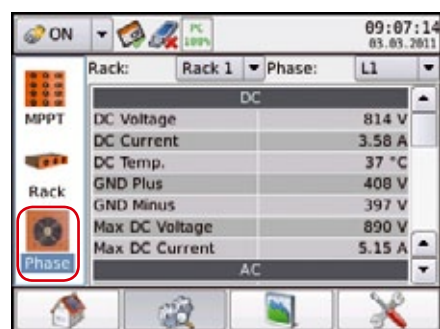 ON PC 100% 09:07:14
03.03.2011
Rack: Rack 1 Phase: L1
DC
MPPT
DC Voltage 814 V
DC Current 3.58 A
DC Temp. 37 °C
Rack
GND Plus 408 V
GND Minus 397 V
Max DC Voltage 890 V
Max DC Current 5.15 A
Phase
AC